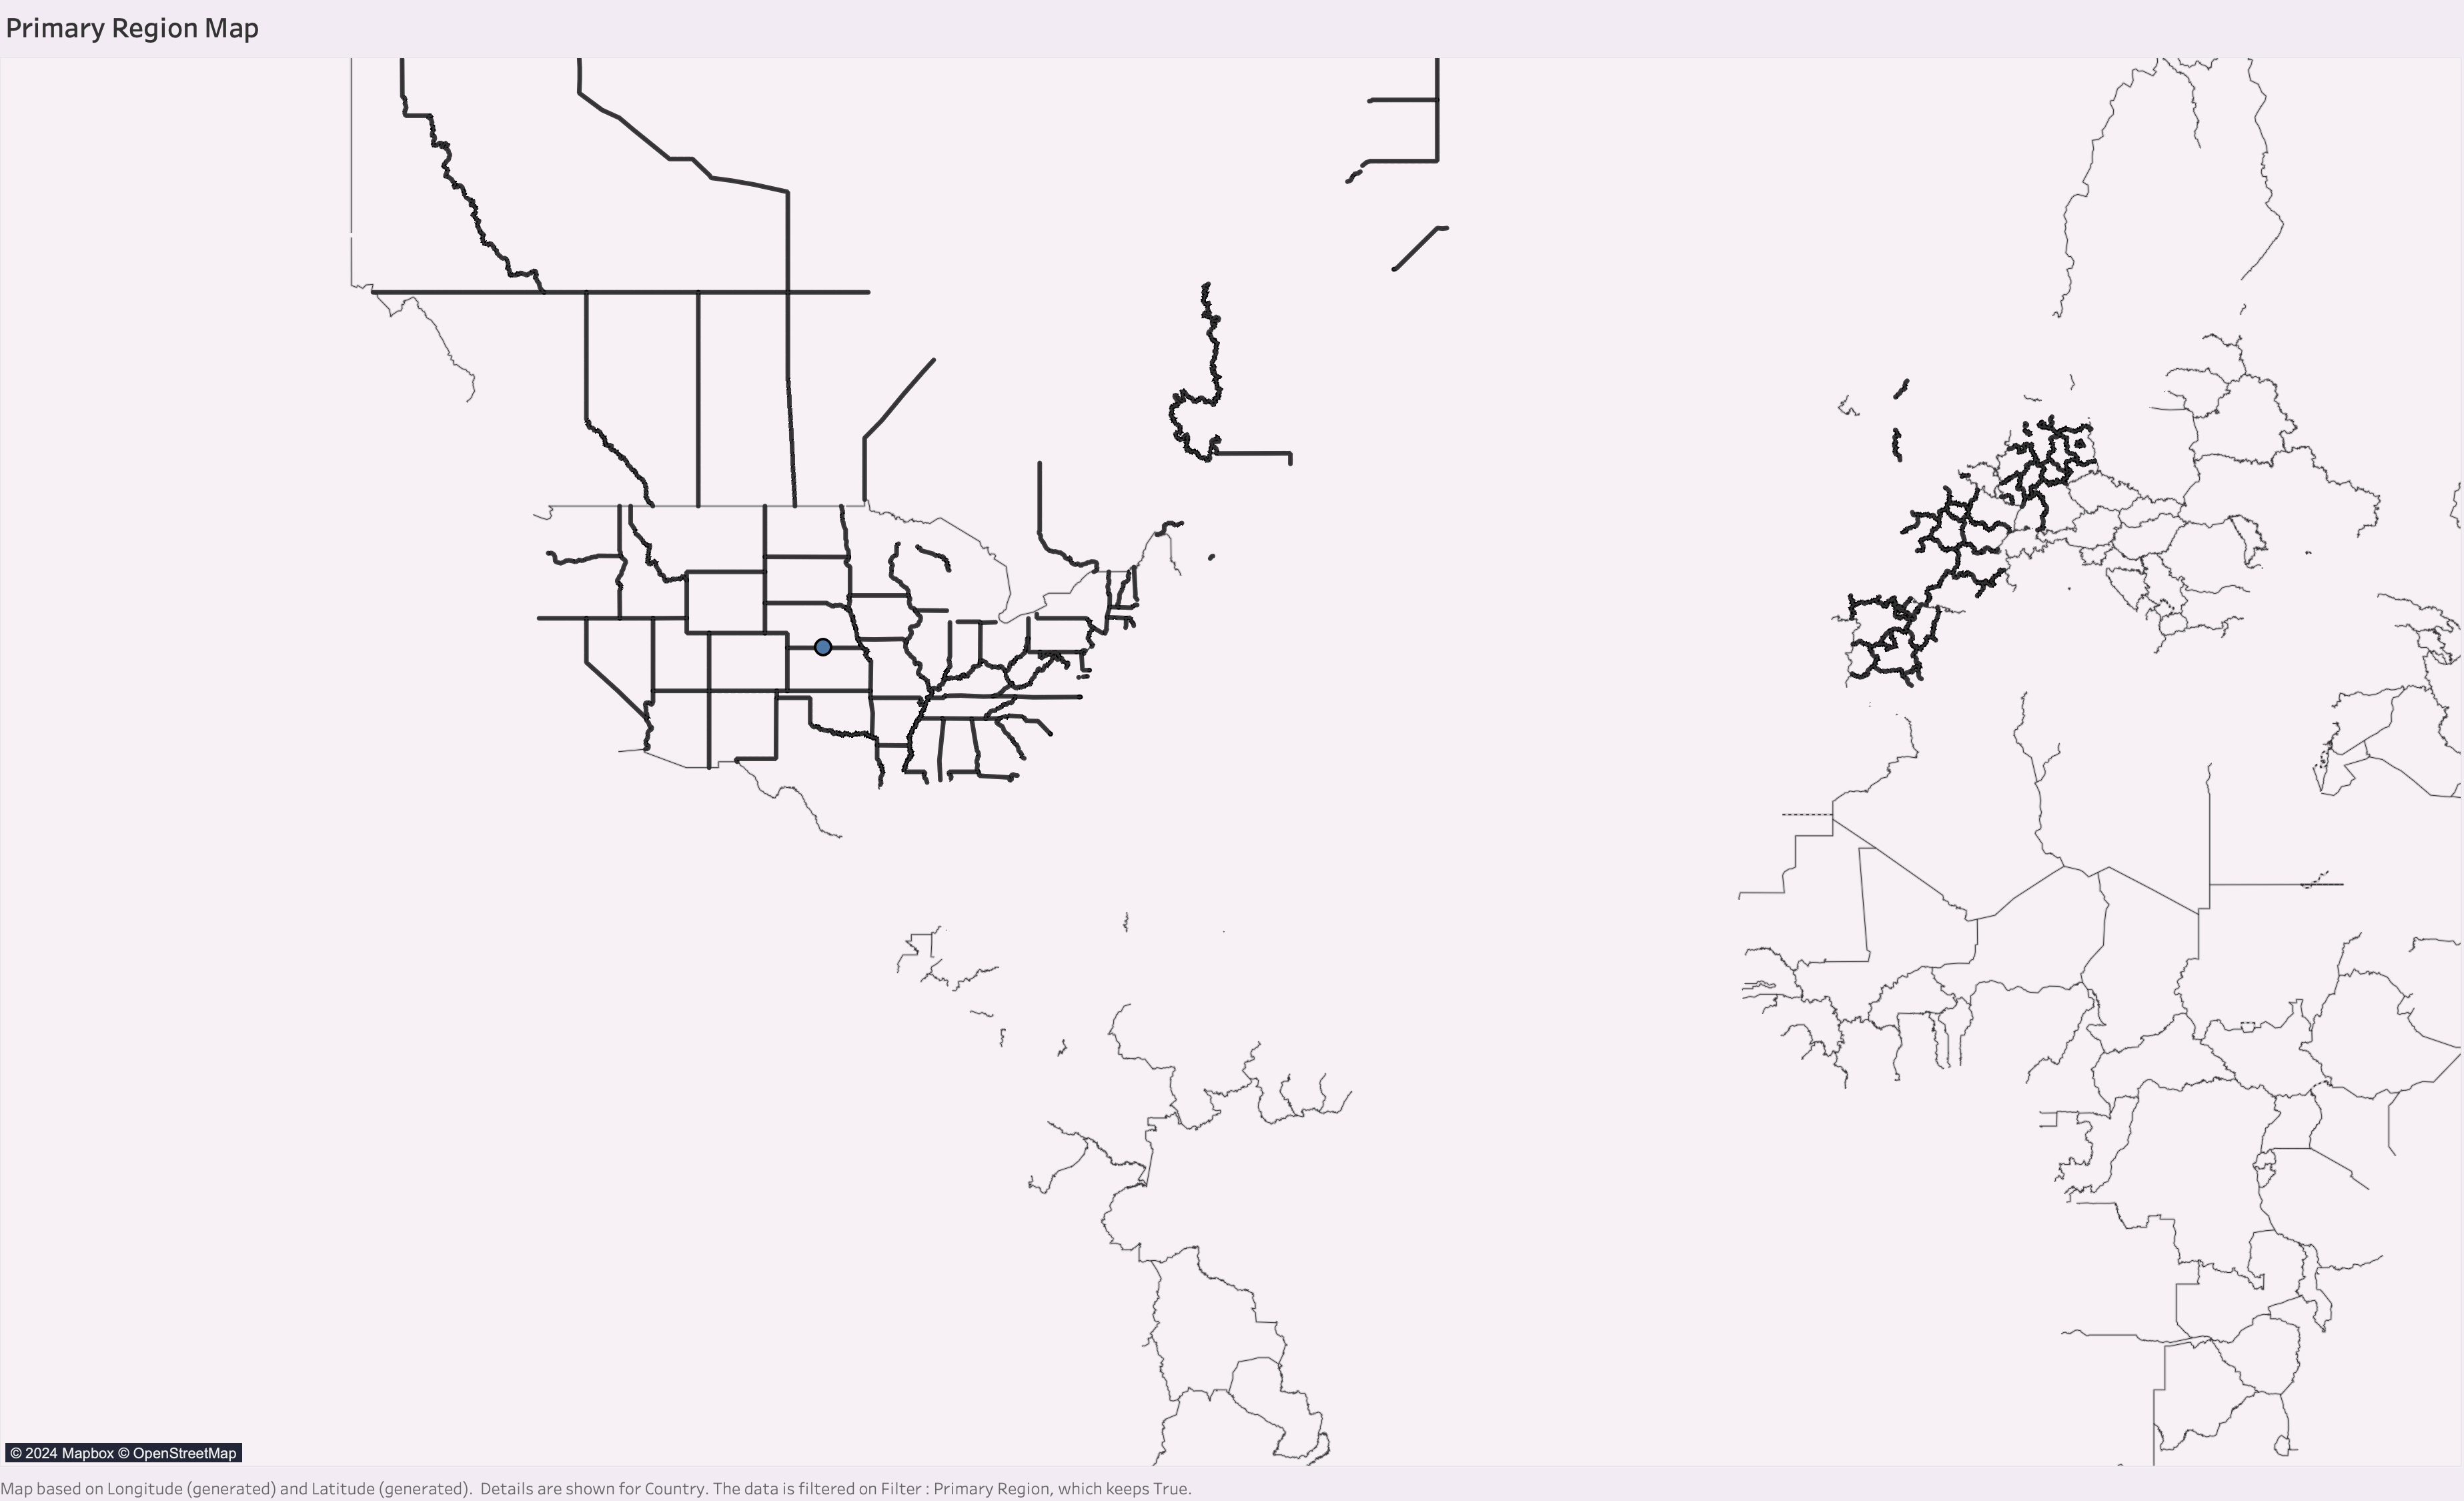 Primary Region Map
© 2024 Mapbox © OpenStreetMap
Map based on Longitude (generated) and Latitude (generated).  Details are shown for Country. The data is filtered on Filter : Primary Region, which keeps True.